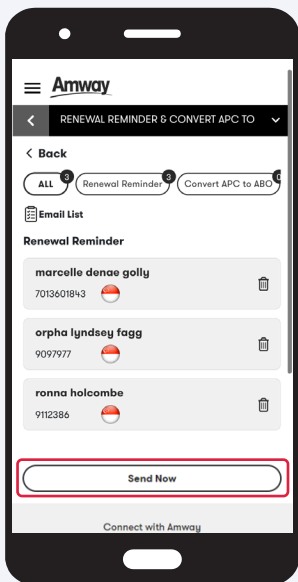 Amway
RENEWAL REMINDER & CONVERT APC TO
Back
ALL 3 Renewal Reminder 3 Convert APC to ABO 0
Email List
Renewal Reminder
marcelle denae golly
7013601843
orpha lyndsey fagg
9097977
ronna holcombe
9112386
Send Now
Connect with Amway